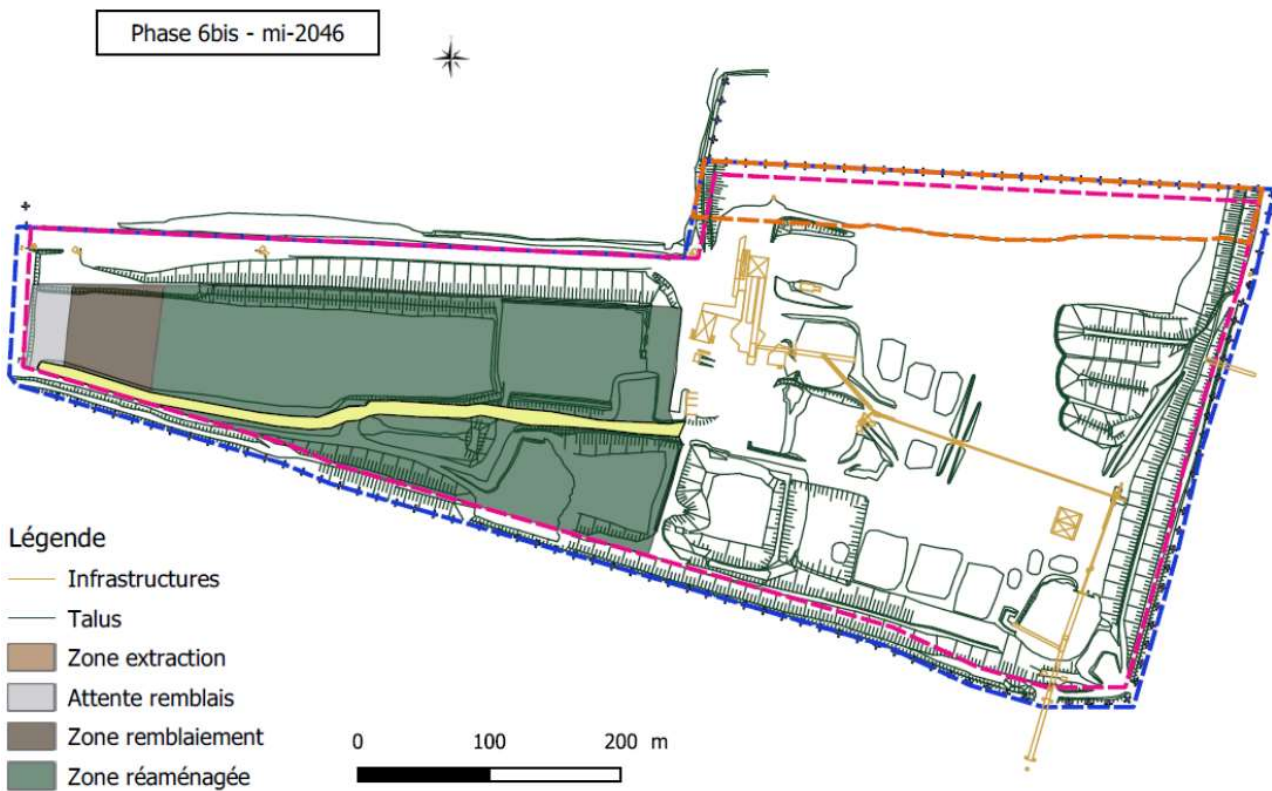 Phase 6bis - mi-2046
Légende
Infrastructures
Talus
Zone extraction
Attente remblais
Zone remblaiement
Zone réaménagée
0 100 200 m